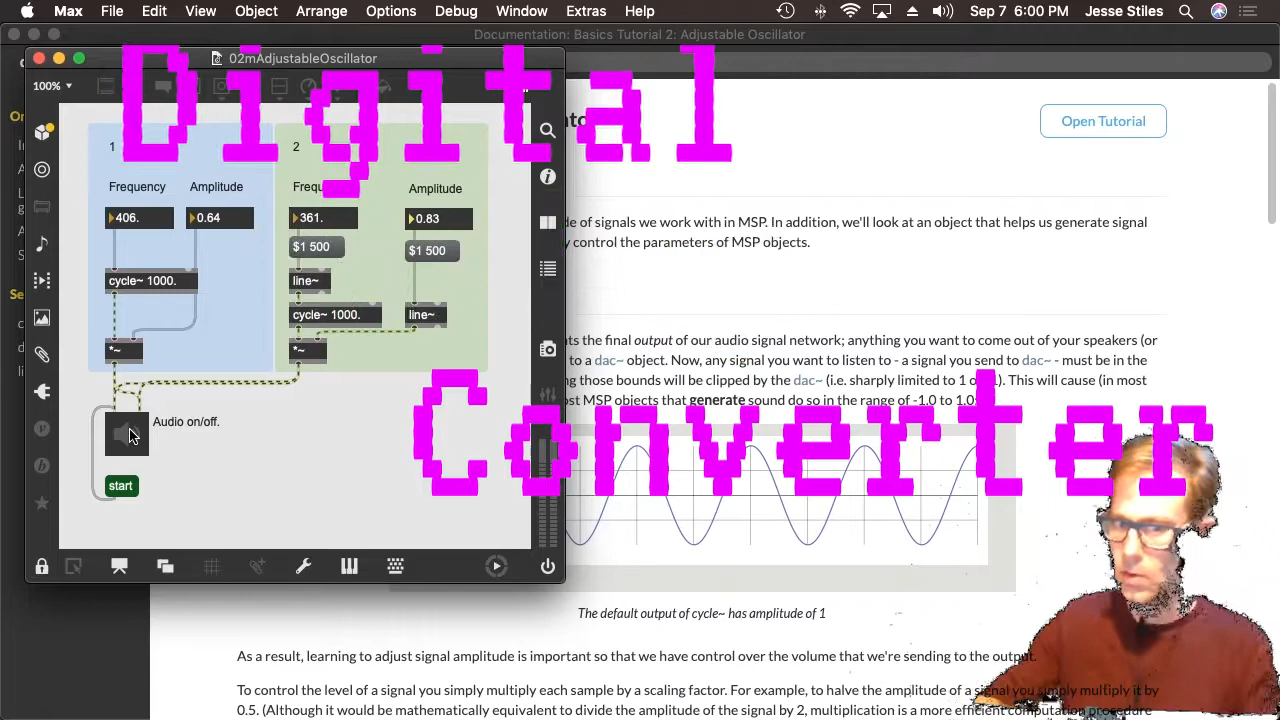 Max File Edit View Object Arrange Options Debug Window Extras Help Sep 7 6:00 PM Jesse Stiles
Documentation: Basics Tutorial 2: Adjustable Oscillator
02mAdjustableOscillator
100%
Digital
Open Tutorial
1
2
Frequency Amplitude
Amplitude
406. 0.64 361. 0.83
$1 500 $1 500
de of signals we work with in MSP. In addition, we'll look at an object that helps us generate signal
control the parameters of MSP objects.
cycle~ 1000. line~
cycle~ 1000. line~
*~ *~
the final output of our audio signal network; anything you want to come out of your speakers (or
to a dac~ object. Now, any signal you want to listen to - a signal you send to dac~ - must be in the
those bounds will be clipped by the dac~ (i.e. sharply limited to 1 or This will cause (in most
MSP objects that generate sound do so in the range of -1.0 to 1.0
Converter
Audio on/off.
start
The default output of cycle~ has amplitude of 1
As a result, learning to adjust signal amplitude is important so that we have control over the volume that we're sending to the output.
To control the level of a signal you simply multiply each sample by a scaling factor. For example, to halve the amplitude of a signal you simply multiply it by
0.5. (Although it would be mathematically equivalent to divide the amplitude of the signal by 2, multiplication is a more efficient computation procedure